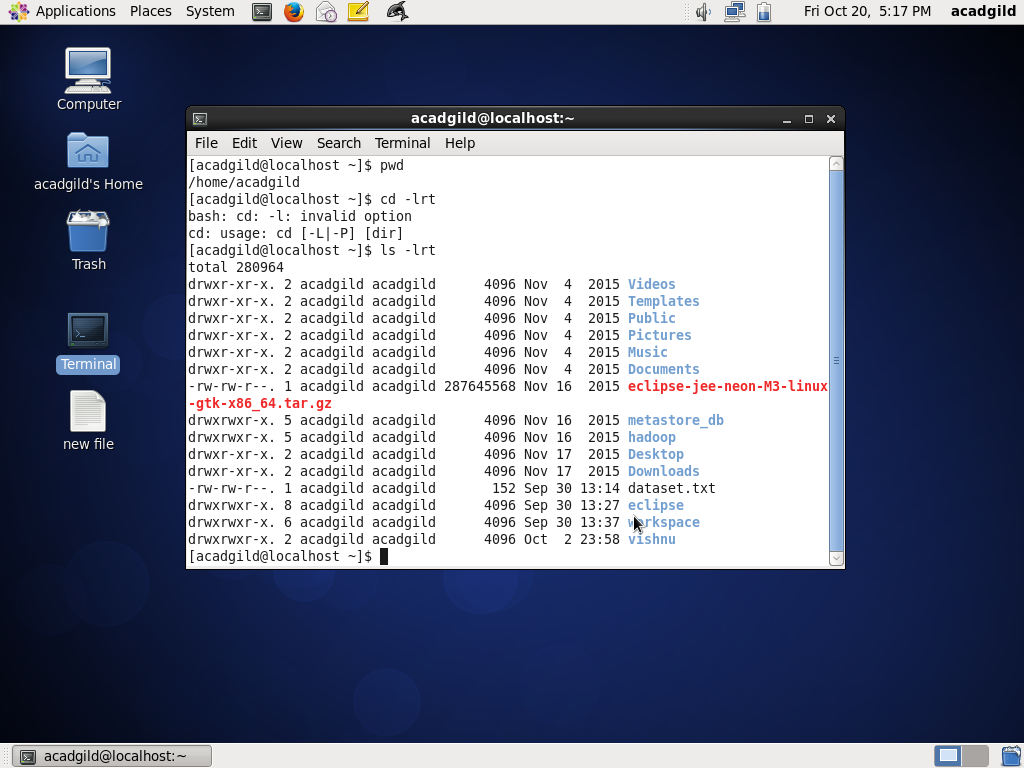 Applications Places System Fri Oct 20, 5:17 PM acadgild
Computer
acadgild's Home
Trash
Terminal
new file
acadgild@localhost:~
File Edit View Search Terminal Help
[acadgild@localhost ~]$ pwd
/home/acadgild
[acadgild@localhost ~]$ cd -lrt
bash: cd: -l: invalid option
cd: usage: cd [-L|-P] [dir]
[acadgild@localhost ~]$ ls -lrt
total 280964
drwxr-xr-x. 2 acadgild acadgild      4096 Nov  4  2015 Videos
drwxr-xr-x. 2 acadgild acadgild      4096 Nov  4  2015 Templates
drwxr-xr-x. 2 acadgild acadgild      4096 Nov  4  2015 Public
drwxr-xr-x. 2 acadgild acadgild      4096 Nov  4  2015 Pictures
drwxr-xr-x. 2 acadgild acadgild      4096 Nov  4  2015 Music
drwxr-xr-x. 2 acadgild acadgild      4096 Nov  4  2015 Documents
-rw-rw-r--. 1 acadgild acadgild 287645568 Nov 16  2015 eclipse-jee-neon-M3-linux
-gtk-x86_64.tar.gz
drwxrwxr-x. 5 acadgild acadgild      4096 Nov 16  2015 metastore_db
drwxrwxr-x. 5 acadgild acadgild      4096 Nov 16  2015 hadoop
drwxr-xr-x. 2 acadgild acadgild      4096 Nov 17  2015 Desktop
drwxr-xr-x. 2 acadgild acadgild      4096 Nov 17  2015 Downloads
-rw-rw-r--. 1 acadgild acadgild       152 Sep 30 13:14 dataset.txt
drwxrwxr-x. 8 acadgild acadgild      4096 Sep 30 13:27 eclipse
drwxrwxr-x. 6 acadgild acadgild      4096 Sep 30 13:37 workspace
drwxrwxr-x. 2 acadgild acadgild      4096 Oct  2 23:58 vishnu
[acadgild@localhost ~]$
acadgild@localhost:~